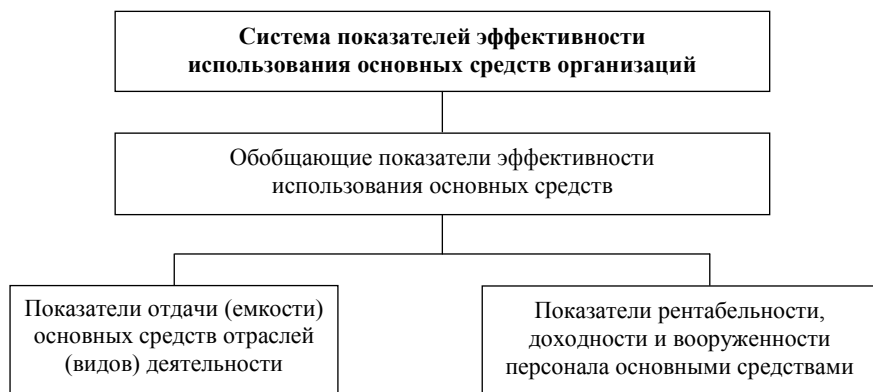 Система показателей эффективности
использования основных средств организаций
Обобщающие показатели эффективности
использования основных средств
Показатели отдачи (емкости)
основных средств отраслей
(видов) деятельности
Показатели рентабельности,
доходности и вооруженности
персонала основными средствами